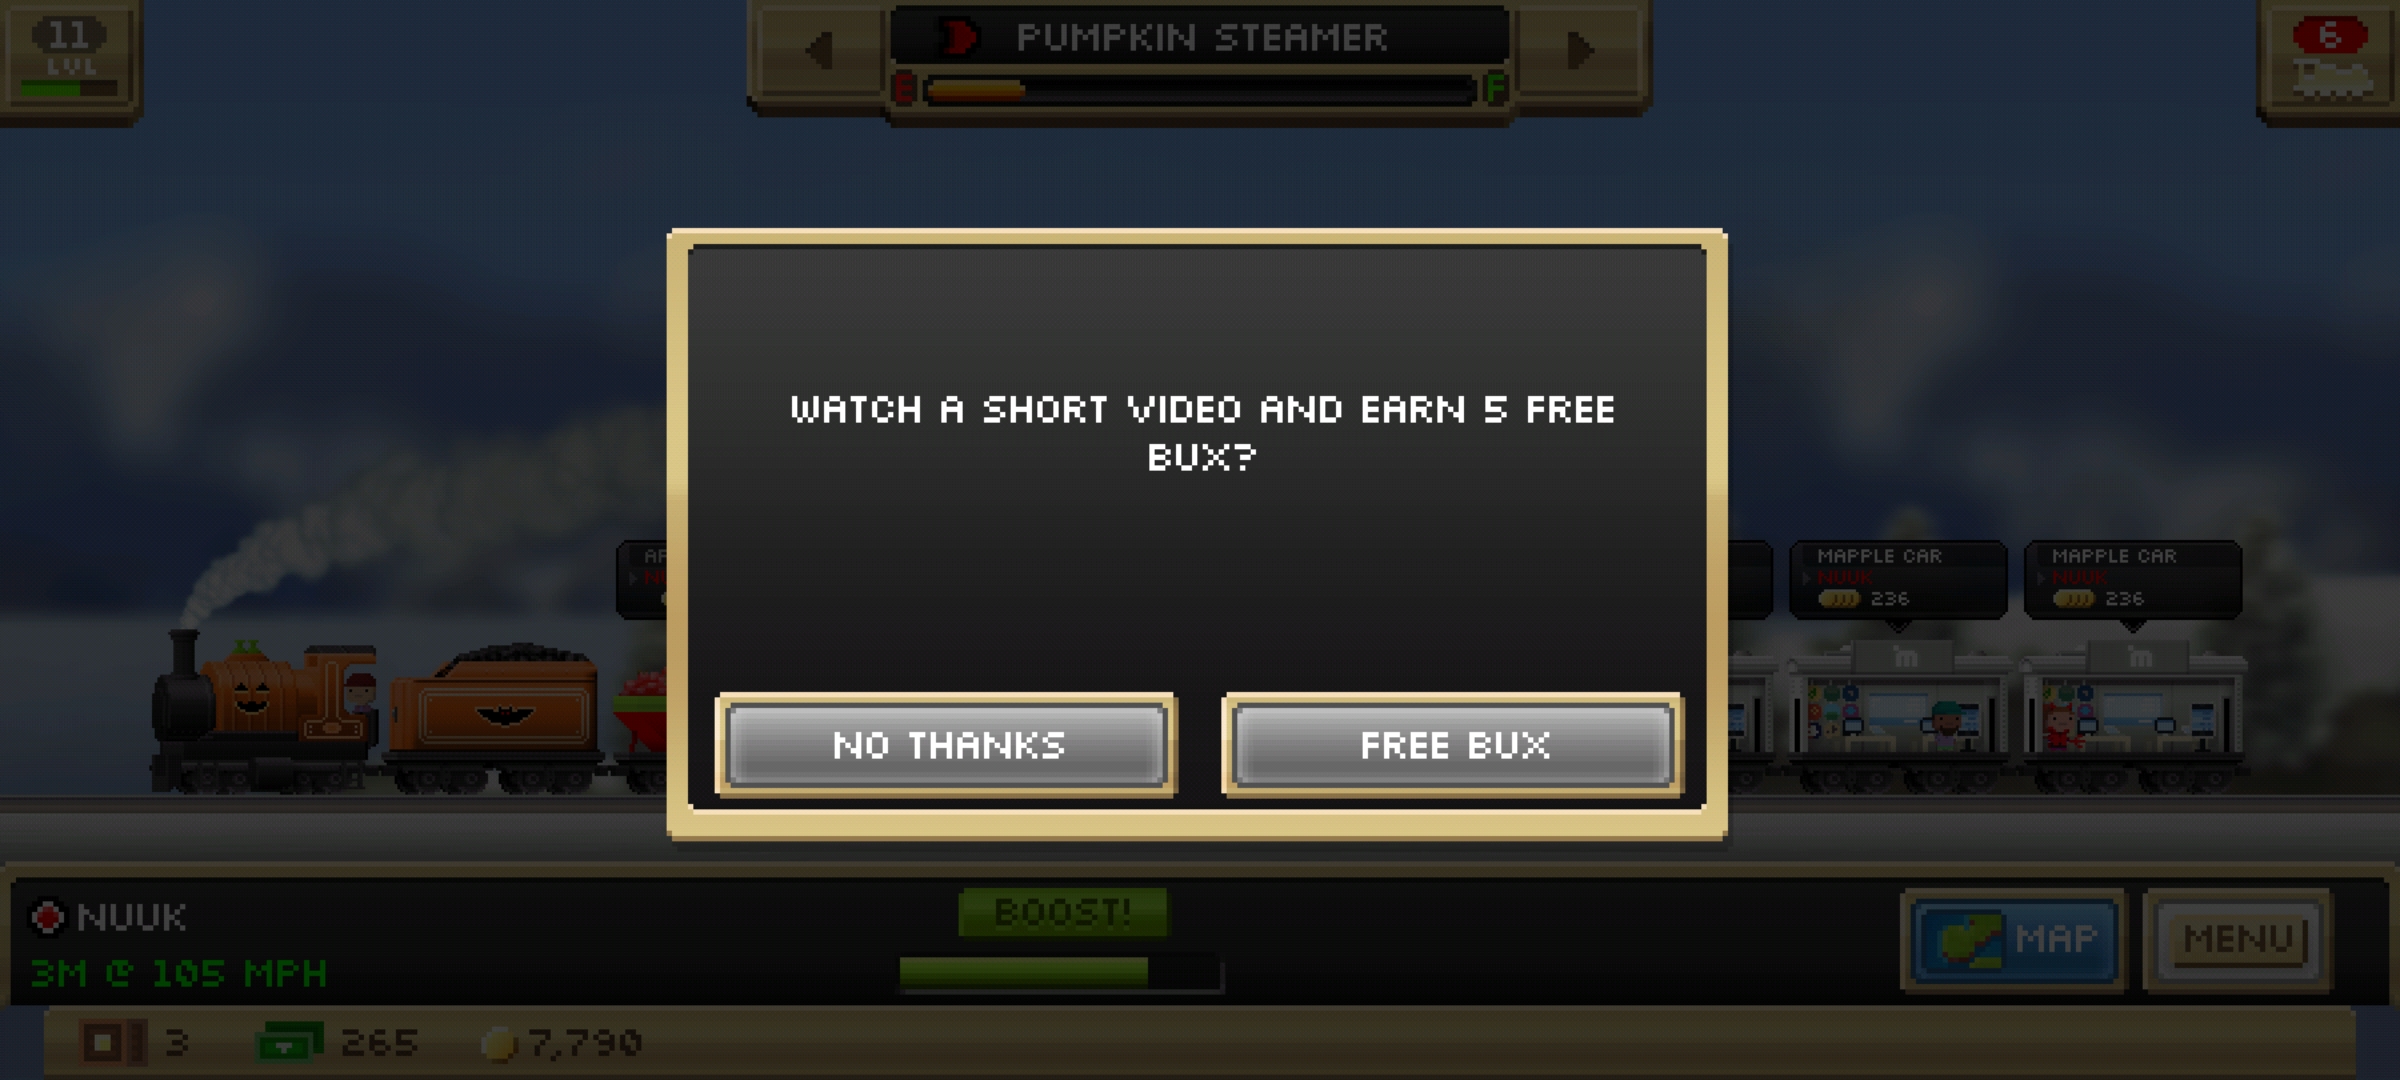 11
LVL
PUMPKIN STEAMER
E
F
6
WATCH A SHORT VIDEO AND EARN 5 FREE
BUX?
NO THANKS
FREE BUX
MAPPLE CAR
NUUK
236
MAPPLE CAR
NUUK
236
m
m
NUUK
3M @ 105 MPH
BOOST!
MAP
MENU
3
265
7,790